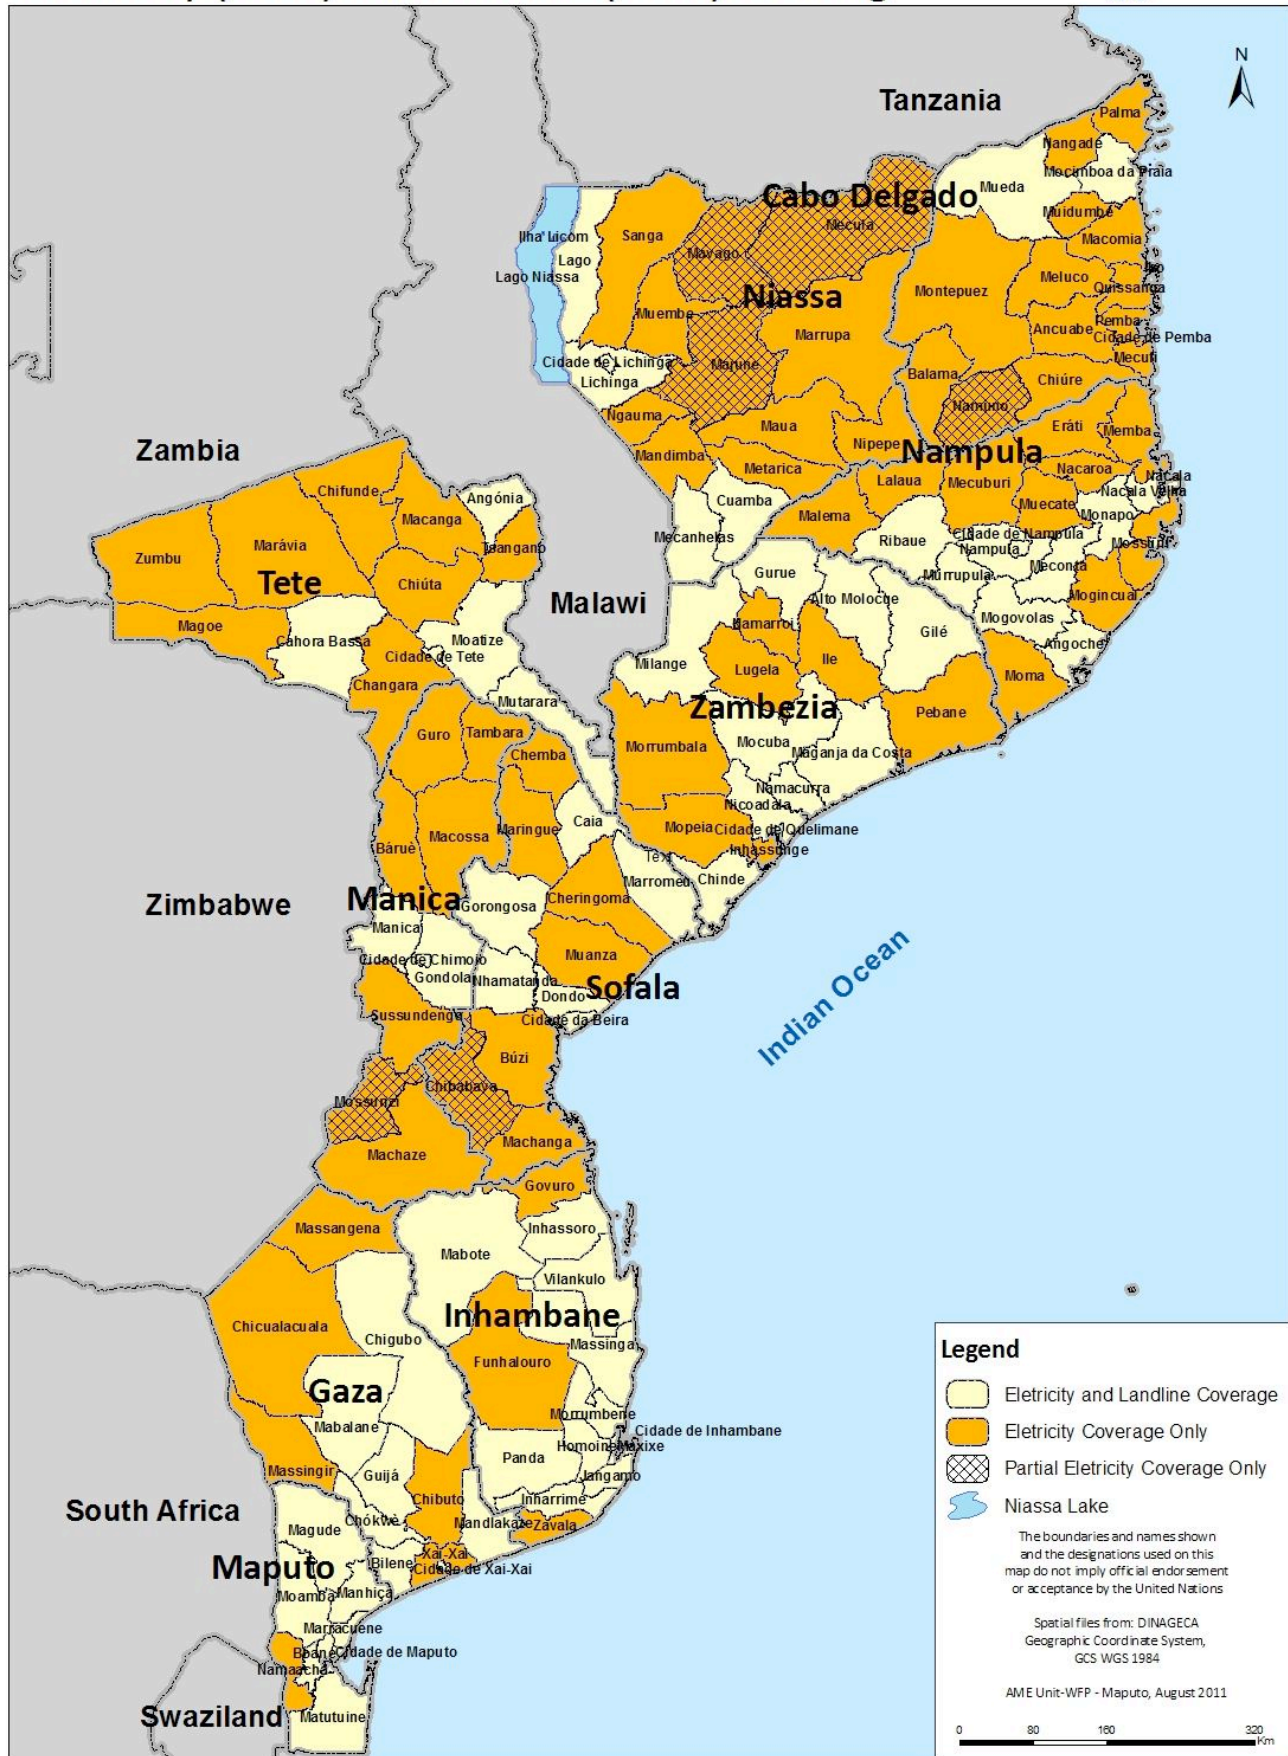 N
Tanzania
Palma
Nangade
Mocimboa da Praia
Mueda
Cabo Delgado
Muidumbe
Mecula
Macomia
Ilha Licom
Sanga
Mavago
Lago
Lago Niassa
Meluco
Ibo
Quissanga
Niassa
Montepuez
Muembe
Marrupa
Ancuabe
Pemba
Cidade de Pemba
Mecufi
Cidade de Lichinga
Majune
Lichinga
Balama
Chiúre
Namuno
Ngauma
Maua
Eráti
Memba
Nipepe
Nampula
Zambia
Mandimba
Metarica
Nacaroa
Nacala
Nacala Velha
Lalaua
Mecuburi
Chifunde
Angónia
Cuamba
Muecate
Monapo
Macanga
Malema
Cidade de Nampula
Mecanhelas
Ribaue
Nampula
Mossuril
Marávia
Tsangano
Zumbu
Meconta
Gurue
Murrupula
Tete
Chiúta
Alto Molocue
Mogincual
Malawi
Mogovolas
Magoe
Namarroi
Gilé
Cahora Bassa
Moatize
Angoche
Cidade de Tete
Milange
Lugela
Ile
Moma
Changara
Mutarara
Zambezia
Pebane
Guro
Tambara
Morrumbala
Mocuba
Maganja da Costa
Chemba
Namacurra
Nicoadala
Caia
Maringue
Mopeia
Cidade de Quelimane
Macossa
Báruè
Inhassunge
Text
Marromeu
Chinde
Zimbabwe
Manica
Cheringoma
Gorongosa
Manica
Muanza
Cidade de Chimoio
Gondola
Nhamatanda
Sofala
Dondo
Indian Ocean
Sussundenga
Cidade da Beira
Búzi
Chibabava
Mossurizi
Machanga
Machaze
Govuro
Massangena
Inhassoro
Mabote
Vilankulo
Inhambane
Chicualacuala
Chigubo
Massinga
Funhalouro
Gaza
Morrumbene
Mabalane
Cidade de Inhambane
Homoine
Maxixe
Panda
Massingir
Guijá
Jangamo
Chibuto
Inharrime
South Africa
Chókwè
Mandlakaze
Zavala
Magude
Xai-Xai
Bilene
Cidade de Xai-Xai
Maputo
Moamba
Manhiça
Marracuene
Boane
Cidade de Maputo
Namaacha
Swaziland
Matutuine
Legend
Eletricity and Landline Coverage
Eletricity Coverage Only
Partial Eletricity Coverage Only
Niassa Lake
The boundaries and names shown
and the designations used on this
map do not imply official endorsement
or acceptance by the United Nations
Spatial files from: DINAGECA
Geographic Coordinate System,
GCS WGS 1984
AME Unit-WFP - Maputo, August 2011
0 80 160 320
Km